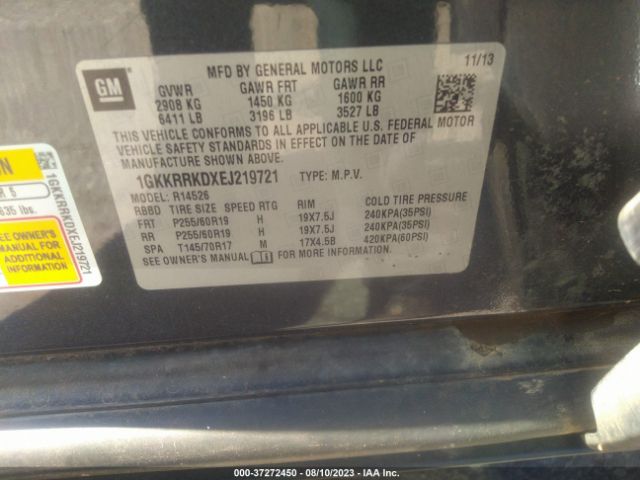 MFD BY GENERAL MOTORS LLC
11/13
GM
GVWR GAWR FRT GAWR RR
2908 KG 1450 KG 1600 KG
6411 LB 3196 LB 3527 LB
THIS VEHICLE CONFORMS TO ALL APPLICABLE U.S. FEDERAL MOTOR
VEHICLE SAFETY STANDARDS IN EFFECT ON THE DATE OF
MANUFACTURE SHOWN ABOVE.
1GKKRRKDXEJ219721 TYPE: M.P.V.
MODEL: R14526
RBBD TIRE SIZE SPEED RTG RIM COLD TIRE PRESSURE
FRT P255/60R19 H 19X7.5J 240KPA(35PSI)
RR P255/60R19 H 19X7.5J 240KPA(35PSI)
SPA T145/70R17 M 17X4.5B 420KPA(60PSI)
SEE OWNER'S MANUAL FOR MORE INFORMATION.
R 5
635 lbs.
SEE OWNER'S
MANUAL FOR
ADDITIONAL
INFORMATION
1GKKRRKDXEJ219721
000-37272450 - 08/10/2023 - IAA Inc.